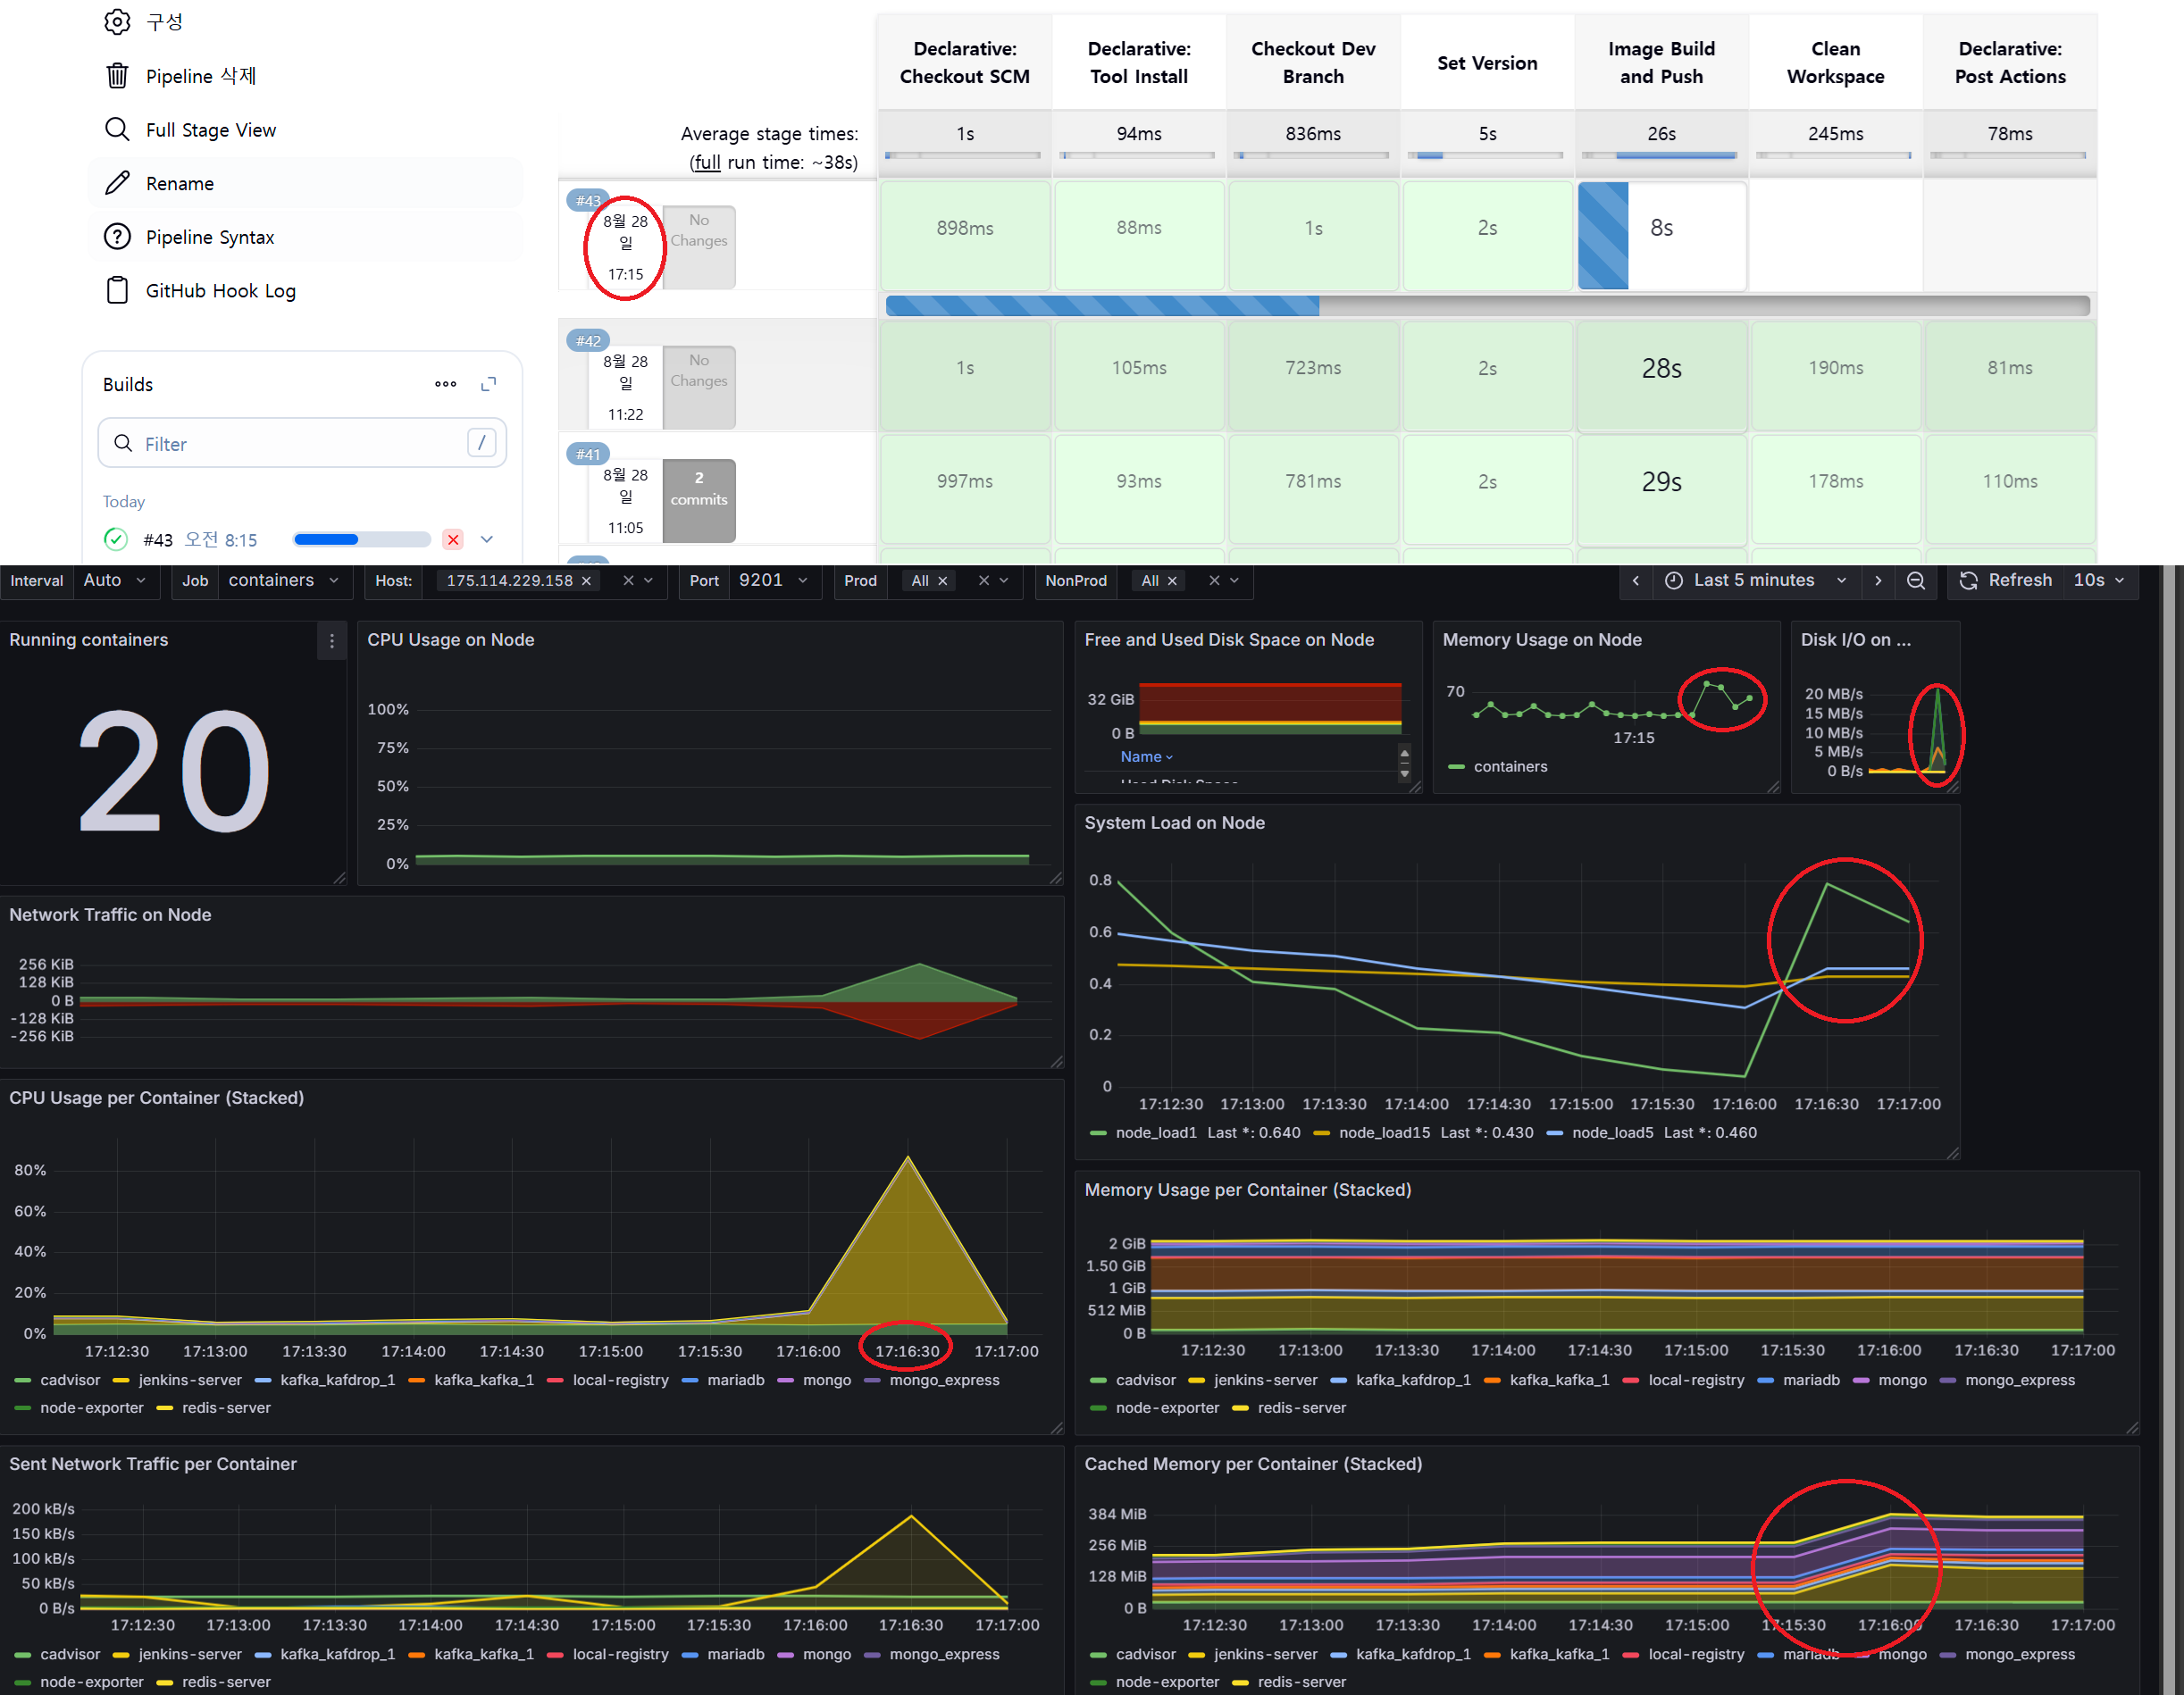 구성
Pipeline 삭제
Full Stage View
Rename
Pipeline Syntax
GitHub Hook Log
Builds
Filter
/
Today
#43 오전 8:15
Declarative: Checkout SCM
Declarative: Tool Install
Checkout Dev Branch
Set Version
Image Build and Push
Clean Workspace
Declarative: Post Actions
Average stage times:
(full run time: ~38s)
1s 94ms 836ms 5s 26s 245ms 78ms
#43
8월 28
일
17:15
No
Changes
898ms 88ms 1s 2s 8s
#42
8월 28
일
11:22
No
Changes
1s 105ms 723ms 2s 28s 190ms 81ms
#41
8월 28
일
11:05
2
commits
997ms 93ms 781ms 2s 29s 178ms 110ms
Interval Auto Job containers Host: 175.114.229.158 Port 9201 Prod All NonProd All Last 5 minutes Refresh 10s
Running containers
20
CPU Usage on Node
100%
75%
50%
25%
0%
Free and Used Disk Space on Node
32 GiB
0 B
Name
Used Disk Space
Memory Usage on Node
70
17:15
containers
Disk I/O on ...
20 MB/s
15 MB/s
10 MB/s
5 MB/s
0 B/s
System Load on Node
0.8
0.6
0.4
0.2
0
17:12:30 17:13:00 17:13:30 17:14:00 17:14:30 17:15:00 17:15:30 17:16:00 17:16:30 17:17:00
node_load1 Last *: 0.640 node_load15 Last *: 0.430 node_load5 Last *: 0.460
Network Traffic on Node
256 KiB
128 KiB
0 B
-128 KiB
-256 KiB
CPU Usage per Container (Stacked)
80%
60%
40%
20%
0%
17:12:30 17:13:00 17:13:30 17:14:00 17:14:30 17:15:00 17:15:30 17:16:00 17:16:30 17:17:00
cadvisor jenkins-server kafka_kafdrop_1 kafka_kafka_1 local-registry mariadb mongo mongo_express
node-exporter redis-server
Memory Usage per Container (Stacked)
2 GiB
1.50 GiB
1 GiB
512 MiB
0 B
17:12:30 17:13:00 17:13:30 17:14:00 17:14:30 17:15:00 17:15:30 17:16:00 17:16:30 17:17:00
cadvisor jenkins-server kafka_kafdrop_1 kafka_kafka_1 local-registry mariadb mongo mongo_express
node-exporter redis-server
Sent Network Traffic per Container
200 kB/s
150 kB/s
100 kB/s
50 kB/s
0 B/s
17:12:30 17:13:00 17:13:30 17:14:00 17:14:30 17:15:00 17:15:30 17:16:00 17:16:30 17:17:00
cadvisor jenkins-server kafka_kafdrop_1 kafka_kafka_1 local-registry mariadb mongo mongo_express
node-exporter redis-server
Cached Memory per Container (Stacked)
384 MiB
256 MiB
128 MiB
0 B
17:12:30 17:13:00 17:13:30 17:14:00 17:14:30 17:15:00 17:15:30 17:16:00 17:16:30 17:17:00
cadvisor jenkins-server kafka_kafdrop_1 kafka_kafka_1 local-registry mariadb mongo mongo_express
node-exporter redis-server